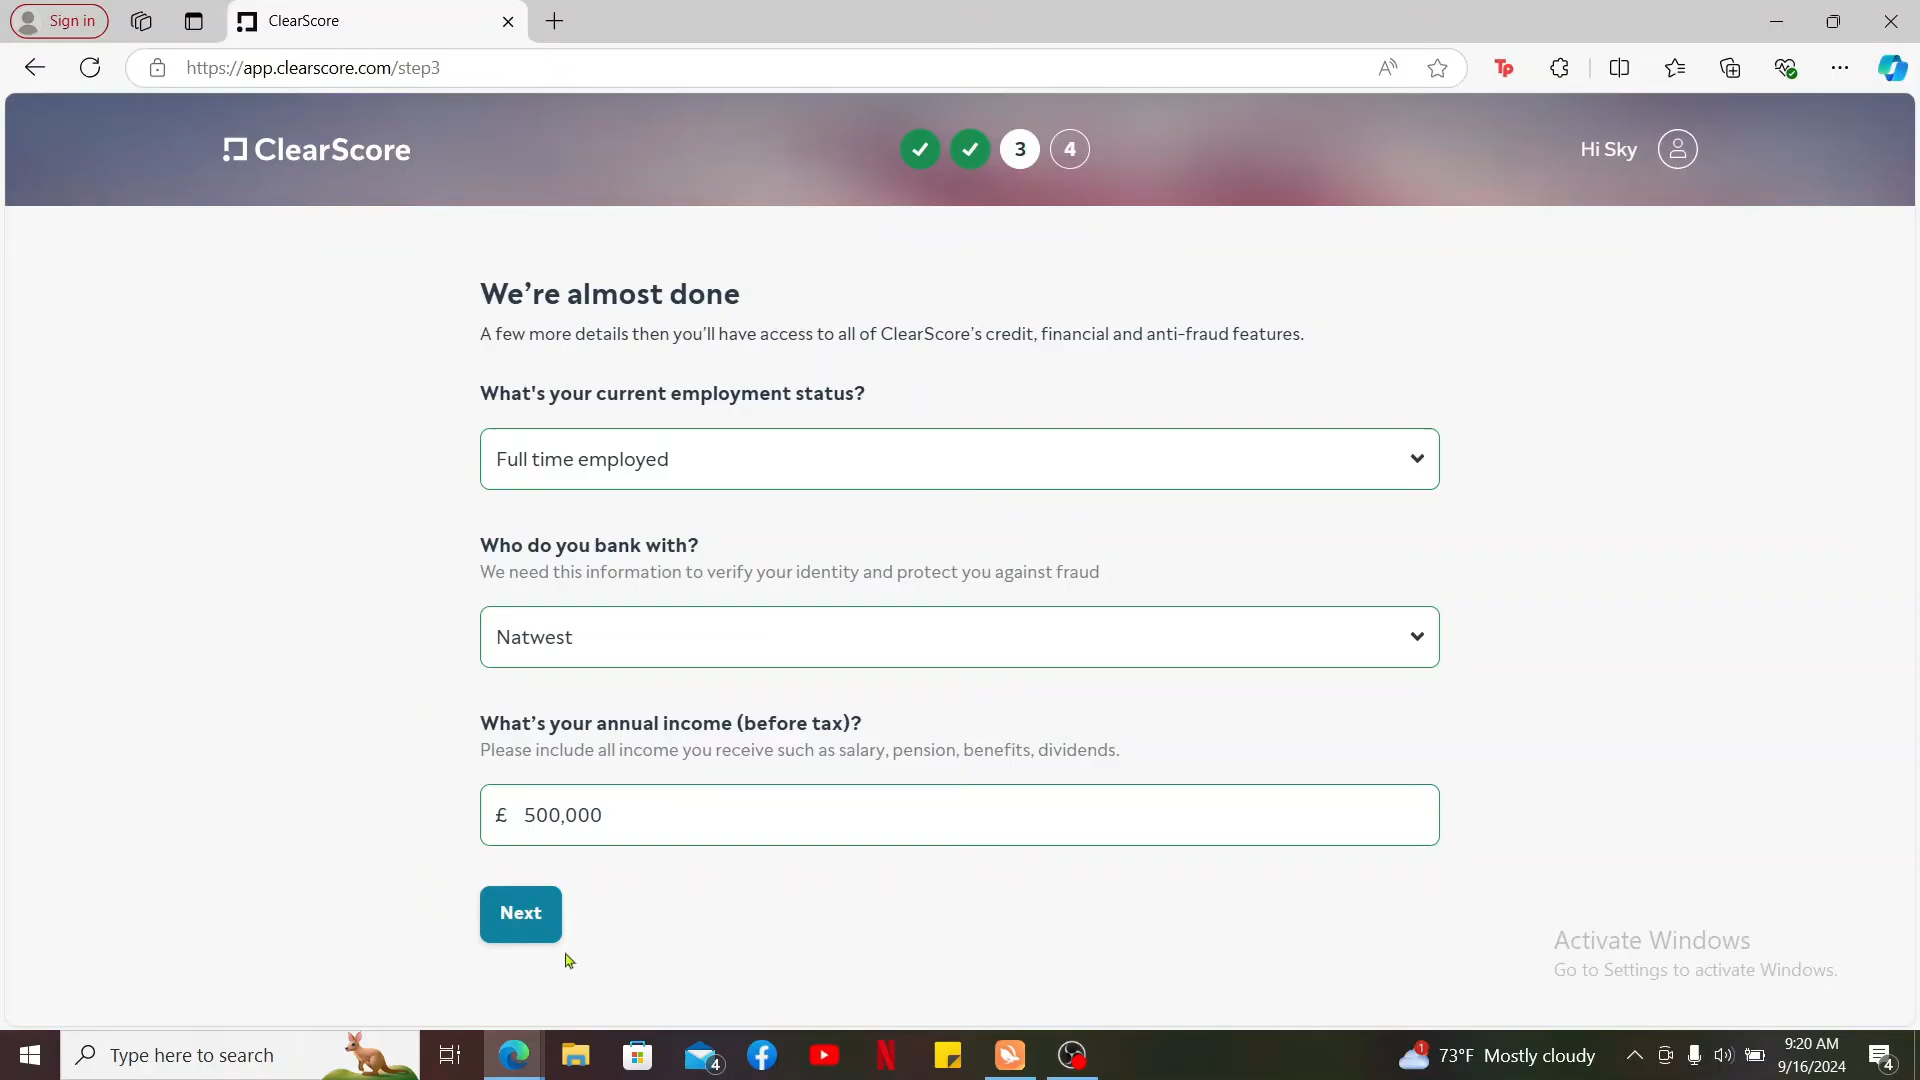 Sign in
ClearScore
https://app.clearscore.com/step3
ClearScore
3
4
Hi Sky
We're almost done
A few more details then you'll have access to all of ClearScore's credit, financial and anti-fraud features.
What's your current employment status?
Full time employed
Who do you bank with?
We need this information to verify your identity and protect you against fraud
Natwest
What's your annual income (before tax)?
Please include all income you receive such as salary, pension, benefits, dividends.
£ 500,000
Next
Activate Windows
Go to Settings to activate Windows.
Type here to search
4
1
73°F Mostly cloudy
9:20 AM
9/16/2024
4